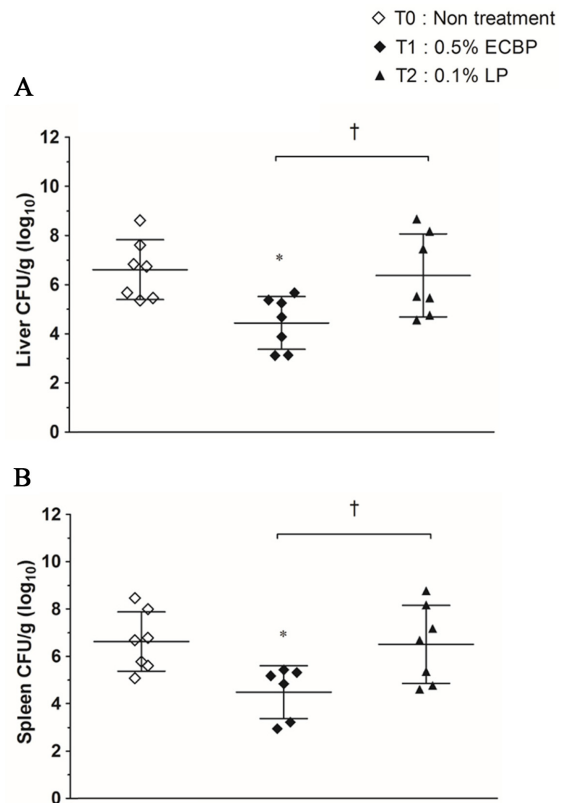 ◇ T0 : Non treatment
◆ T1 : 0.5% ECBP
▲ T2 : 0.1% LP
A
†
12
10
8
6
4
2
0
*
Liver CFU/g (log₁₀)
B
†
12
10
8
6
4
2
0
*
Spleen CFU/g (log₁₀)